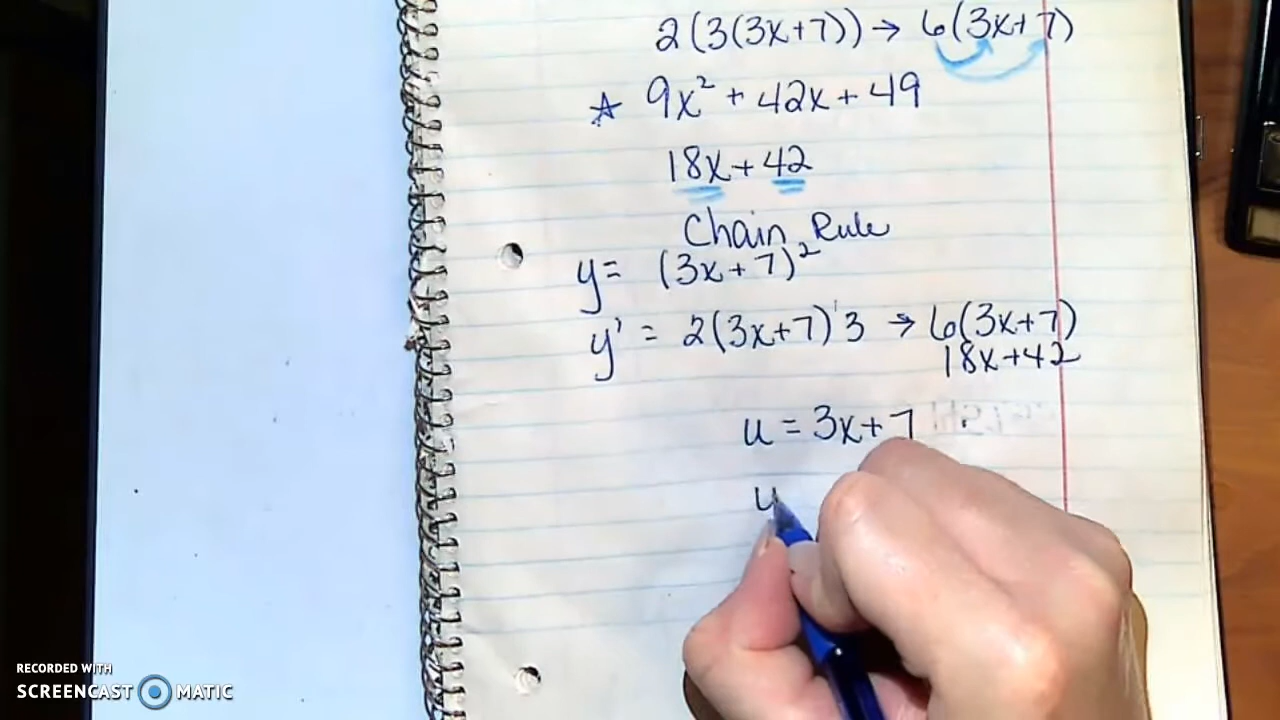 2(3(3x+7)) → 6(3x+7)
☆ 9x² + 42x + 49
18x + 42
Chain Rule
y = (3x+7)²
y' = 2(3x+7)¹3 → 6(3x+7)
18x+42
u = 3x+7
u
RECORDED WITH
SCREENCAST O MATIC